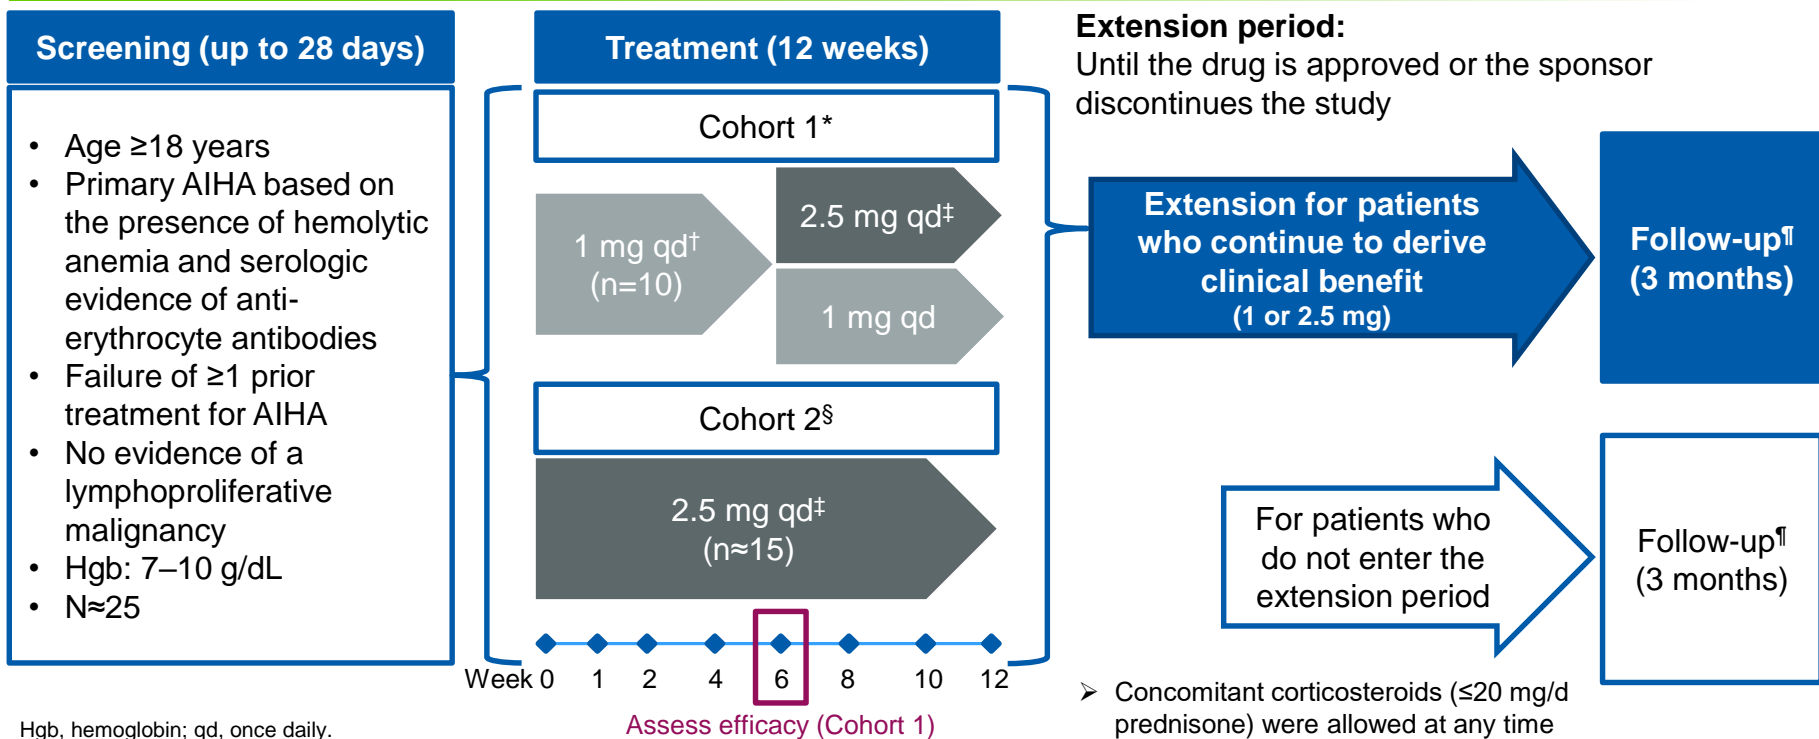 Screening (up to 28 days)
• Age ≥18 years
• Primary AIHA based on
the presence of hemolytic
anemia and serologic
evidence of anti-
erythrocyte antibodies
• Failure of ≥1 prior
treatment for AIHA
• No evidence of a
lymphoproliferative
malignancy
• Hgb: 7–10 g/dL
• N≈25
Treatment (12 weeks)
Cohort 1*
1 mg qd†
(n=10)
2.5 mg qd‡
1 mg qd
Cohort 2§
2.5 mg qd‡
(n≈15)
Week 0 1 2 4 6 8 10 12
Assess efficacy (Cohort 1)
Extension period:
Until the drug is approved or the sponsor
discontinues the study
Extension for patients
who continue to derive
clinical benefit
(1 or 2.5 mg)
Follow-up¶
(3 months)
For patients who
do not enter the
extension period
Follow-up¶
(3 months)
➢ Concomitant corticosteroids (≤20 mg/d
prednisone) were allowed at any time
Hgb, hemoglobin; qd, once daily.